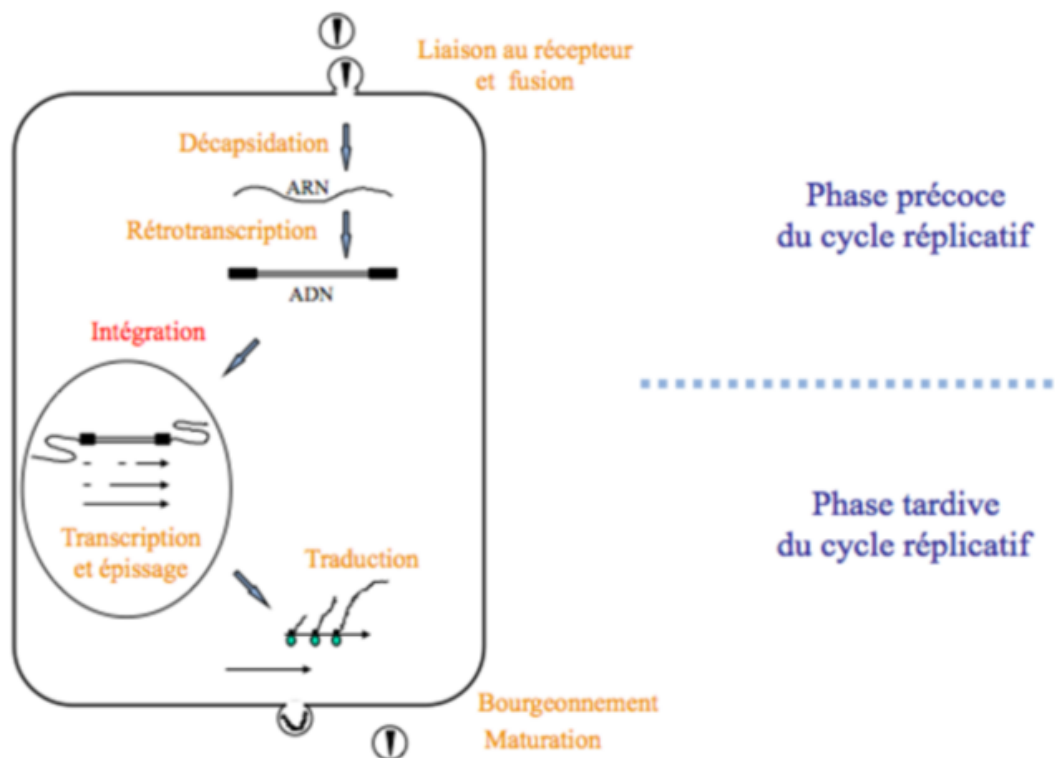 Liaison au récepteur
et fusion
Décapsidation
ARN
Rétrotranscription
ADN
Intégration
Transcription
et épissage
Traduction
Bourgeonnement
Maturation
Phase précoce
du cycle réplicatif
Phase tardive
du cycle réplicatif